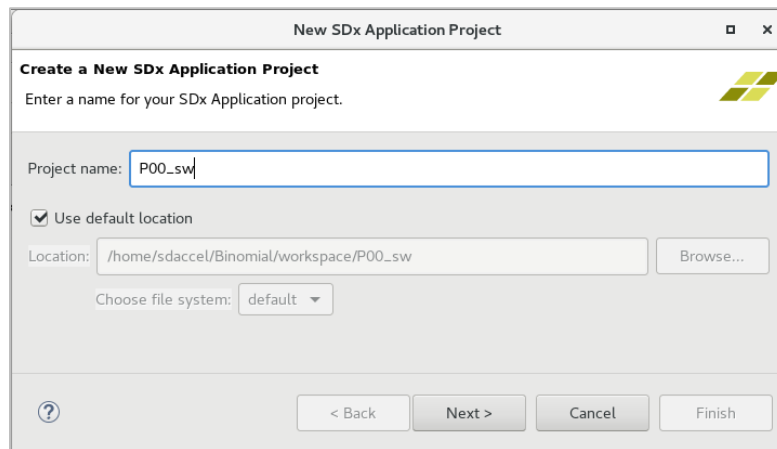 New SDx Application Project
Create a New SDx Application Project
Enter a name for your SDx Application project.
Project name: P00_sw
Use default location
Location: /home/sdaccel/Binomial/workspace/P00_sw Browse...
Choose file system: default
? < Back Next > Cancel Finish